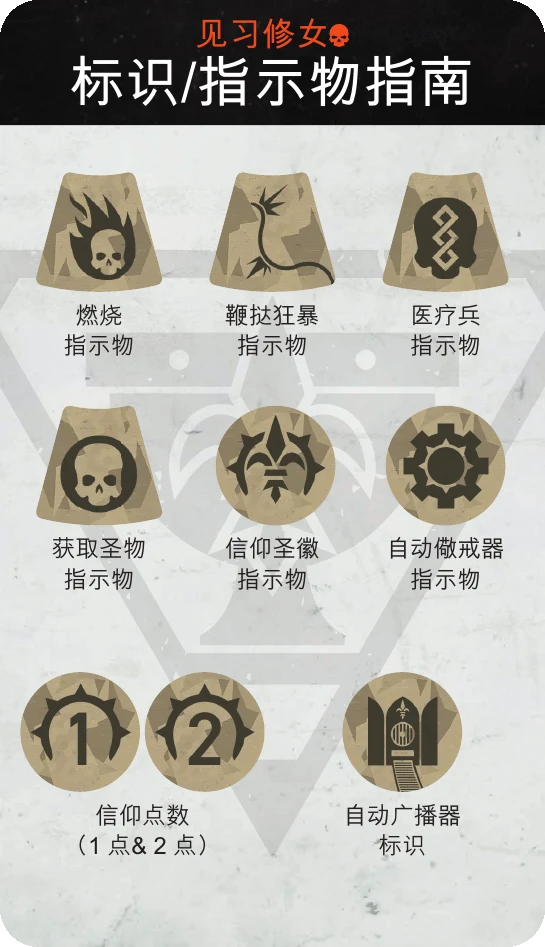 见习修女
标识/指示物指南
燃烧
指示物
鞭挞狂暴
指示物
医疗兵
指示物
获取圣物
指示物
信仰圣徽
指示物
自动儆戒器
指示物
1
2
信仰点数
（1 点& 2 点）
自动广播器
标识